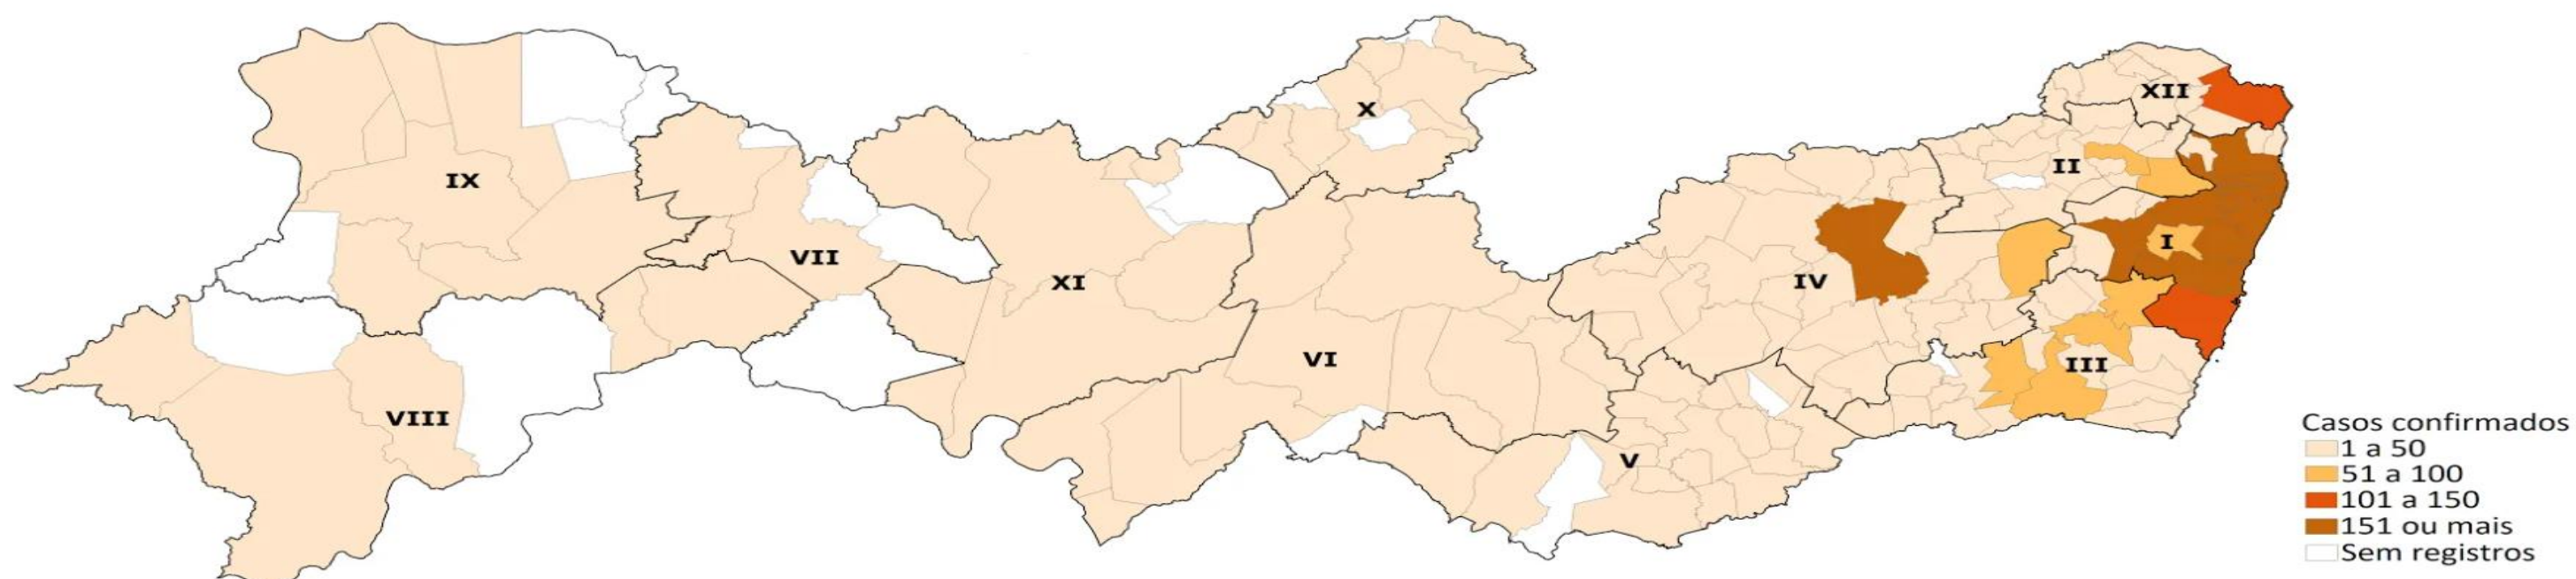 X
XII
II
IX
I
VII
XI
IV
VI
III
VIII
V
Casos confirmados
1 a 50
51 a 100
101 a 150
151 ou mais
Sem registros